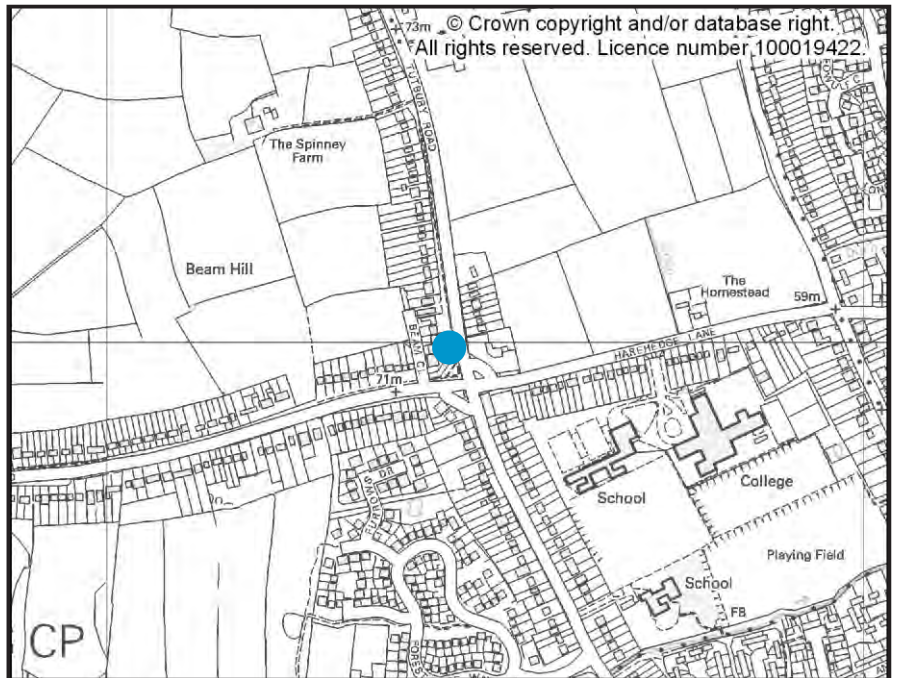 © Crown copyright and/or database right.
All rights reserved. Licence number 100019422.
73m
TUTBURY ROAD
The Spinney
Farm
Beam Hill
The
Homestead
59m
BEAM C
HAREHEDGE LANE
71m
School
College
DR
Playing Field
School
FB
CP